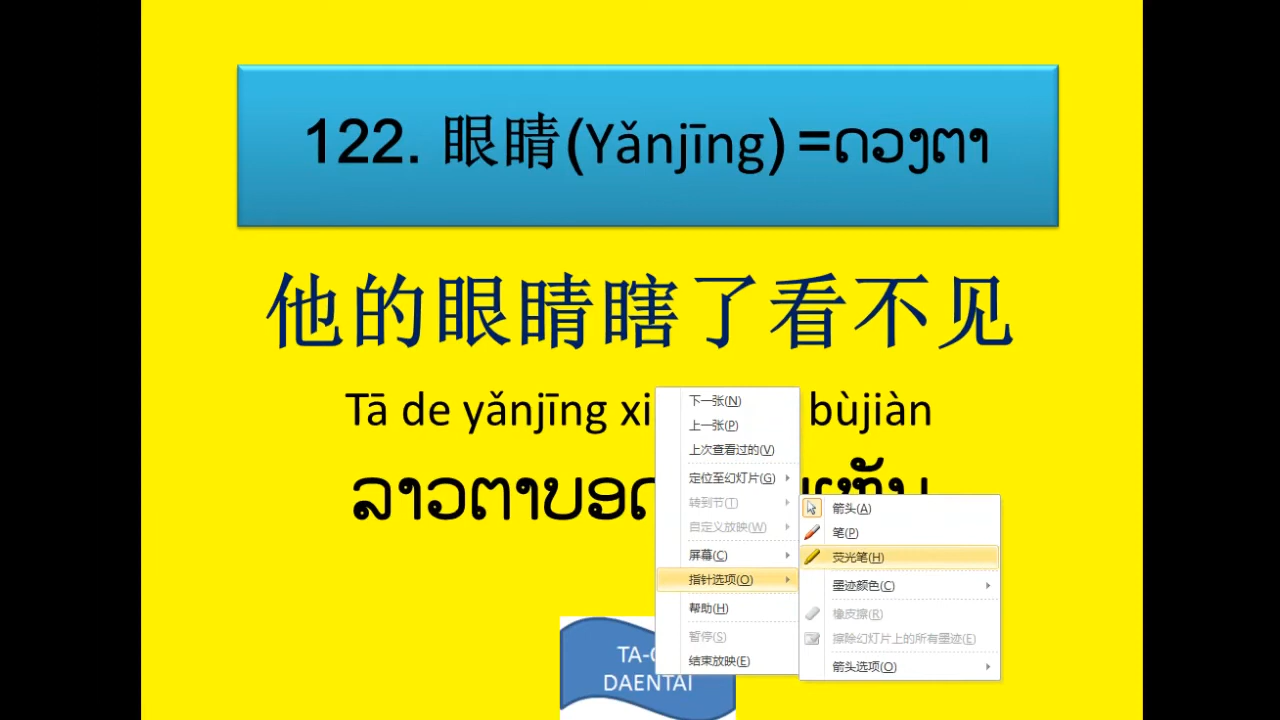 122. 眼睛(Yǎnjīng) =ດວງຕາ
他的眼睛瞎了看不见
Tā de yǎnjīng xi bùjiàn
ລາວຕາບອດ
下一张(N)
上一张(P)
上次查看过的(V)
定位至幻灯片(G)
转到节(T)
自定义放映(W)
屏幕(C)
指针选项(O)
帮助(H)
暂停(S)
结束放映(E)
箭头(A)
笔(P)
荧光笔(H)
墨迹颜色(C)
橡皮擦(R)
擦除幻灯片上的所有墨迹(E)
箭头选项(O)
TA-
DAENTAI